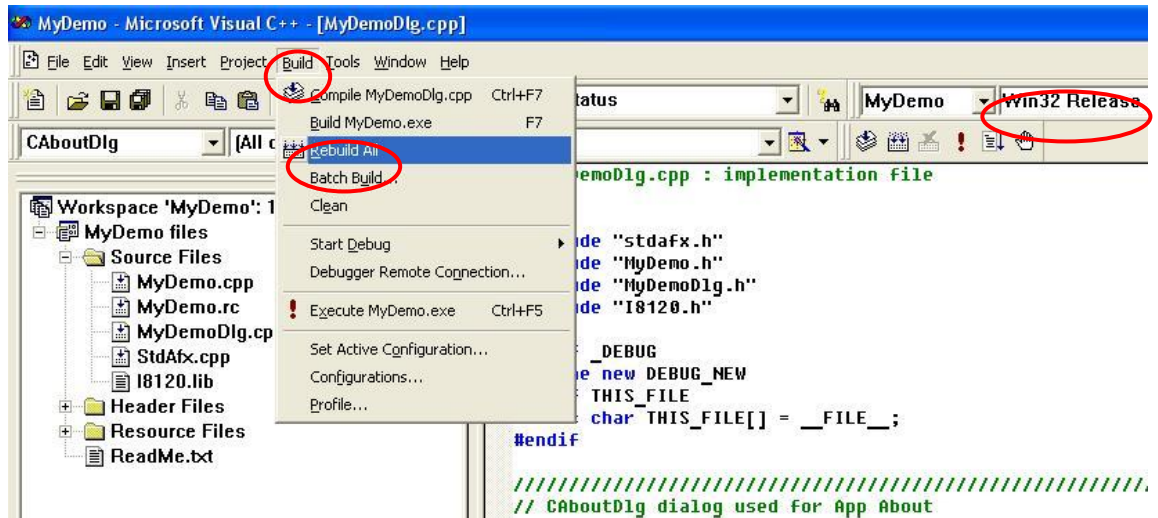 MyDemo - Microsoft Visual C++ - [MyDemoDlg.cpp]
File Edit View Insert Project Build Tools Window Help
tatus MyDemo Win32 Release
CAboutDlg (All c
Compile MyDemoDlg.cpp Ctrl+F7
Build MyDemo.exe F7
Rebuild All
Batch Build...
Clean
Start Debug
Debugger Remote Connection...
Execute MyDemo.exe Ctrl+F5
Set Active Configuration...
Configurations...
Profile...
Workspace 'MyDemo': 1
MyDemo files
Source Files
MyDemo.cpp
MyDemo.rc
MyDemoDlg.cp
StdAfx.cpp
I8120.lib
Header Files
Resource Files
ReadMe.txt
emoDlg.cpp : implementation file
ude "stdafx.h"
ude "MyDemo.h"
ude "MyDemoDlg.h"
ude "I8120.h"
_DEBUG
e new DEBUG_NEW
THIS_FILE
char THIS_FILE[] = __FILE__;
#endif
/////////////////////////////////////////////////////////
// CAboutDlg dialog used for App About